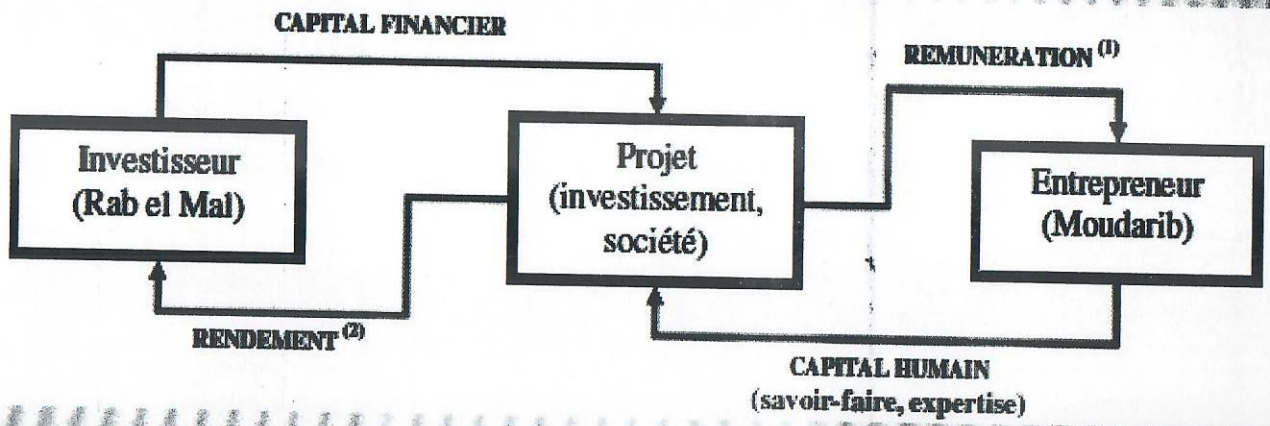 CAPITAL FINANCIER
REMUNERATION (1)
Investisseur
(Rab el Mal)
Projet
(investissement,
société)
Entrepreneur
(Moudarib)
RENDEMENT (2)
CAPITAL HUMAIN
(savoir-faire, expertise)